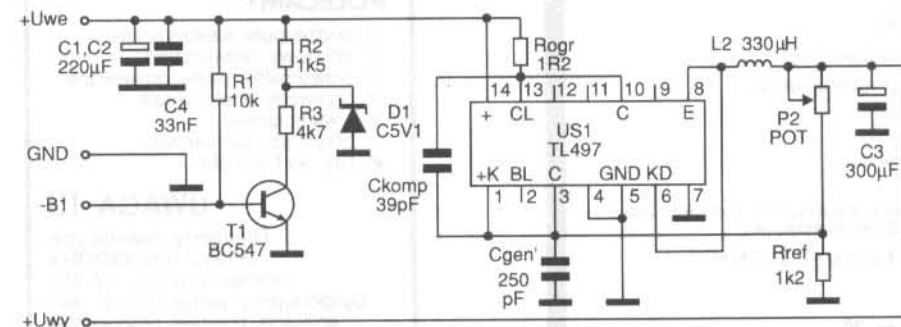 +Uwe
C1,C2
220µF
C4
33nF
R1
10k
R2
1k5
R3
4k7
D1
C5V1
GND
-B1
T1
BC547
Rogr
1R2
Ckomp
39pF
14 13 12 11 10 9 8
+ CL C E
US1
TL497
+K BL C GND KD
1 2 3 4 5 6 7
Cgen'
250
pF
L2 330µH
P2
POT
C3
300µF
Rref
1k2
+Uwy